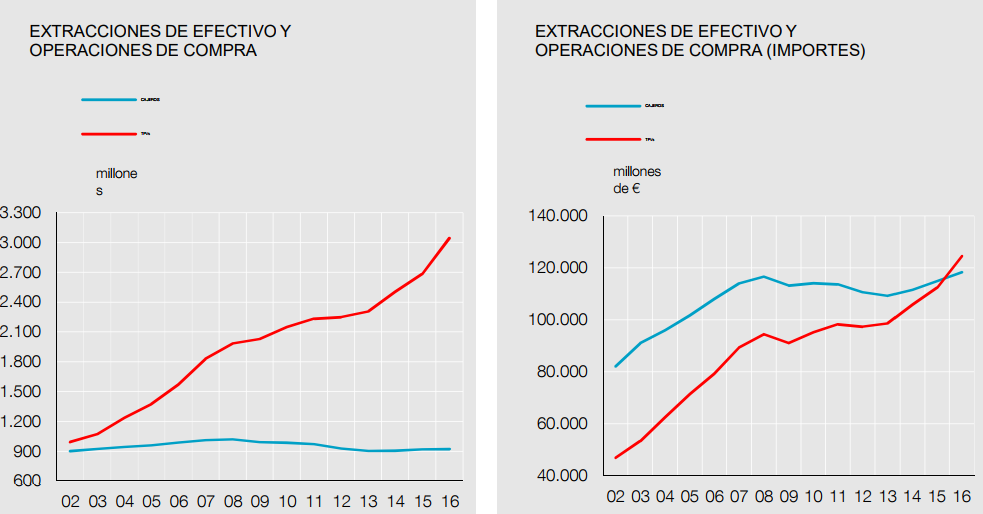 EXTRACCIONES DE EFECTIVO Y
OPERACIONES DE COMPRA
CAJEROS
TPVs
millone
s
3.300
3.000
2.700
2.400
2.100
1.800
1.500
1.200
900
600
02 03 04 05 06 07 08 09 10 11 12 13 14 15 16
EXTRACCIONES DE EFECTIVO Y
OPERACIONES DE COMPRA (IMPORTES)
CAJEROS
TPVs
millones
de €
140.000
120.000
100.000
80.000
60.000
40.000
02 03 04 05 06 07 08 09 10 11 12 13 14 15 16